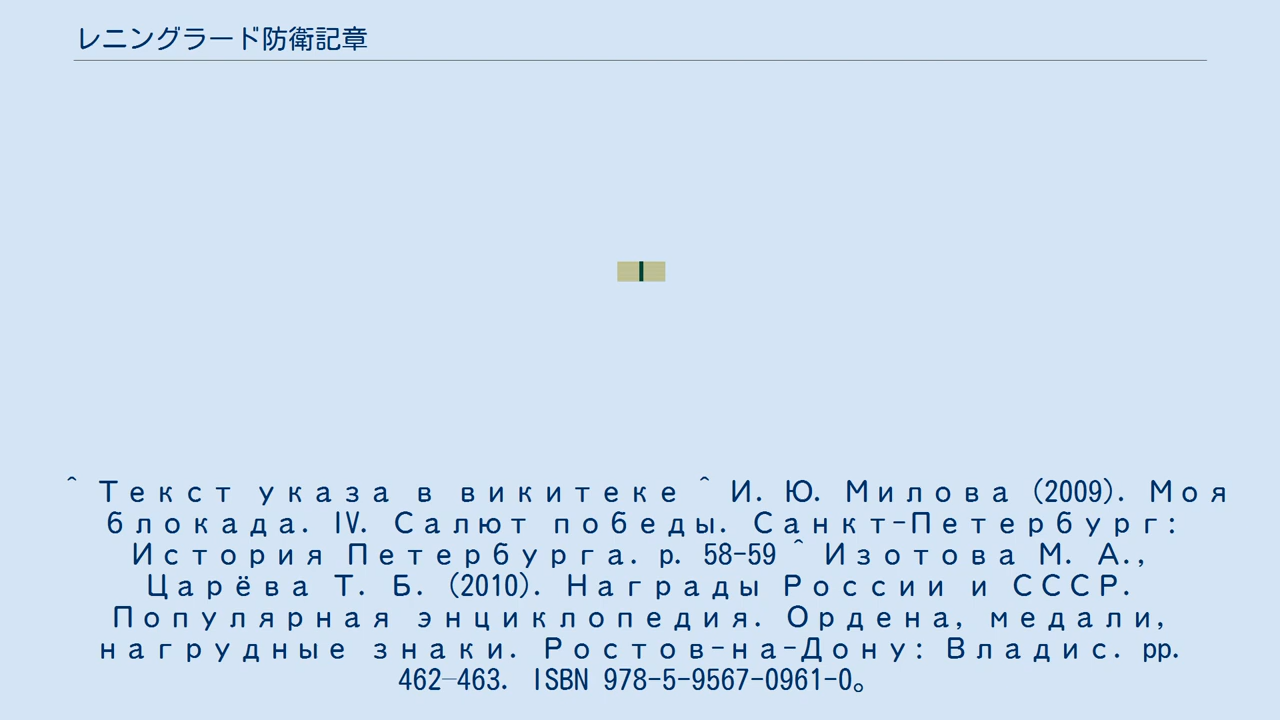 レニングラード防衛記章
^ Текст указа в викитеке ^ И. Ю. Милова (2009). Моя
блокада. IV. Салют победы. Санкт-Петербург:
История Петербурга. p. 58-59 ^ Изотова М. А.,
Царёва Т. Б. (2010). Награды России и СССР.
Популярная энциклопедия. Ордена, медали,
нагрудные знаки. Ростов-на-Дону: Владис. pp.
462–463. ISBN 978-5-9567-0961-0。